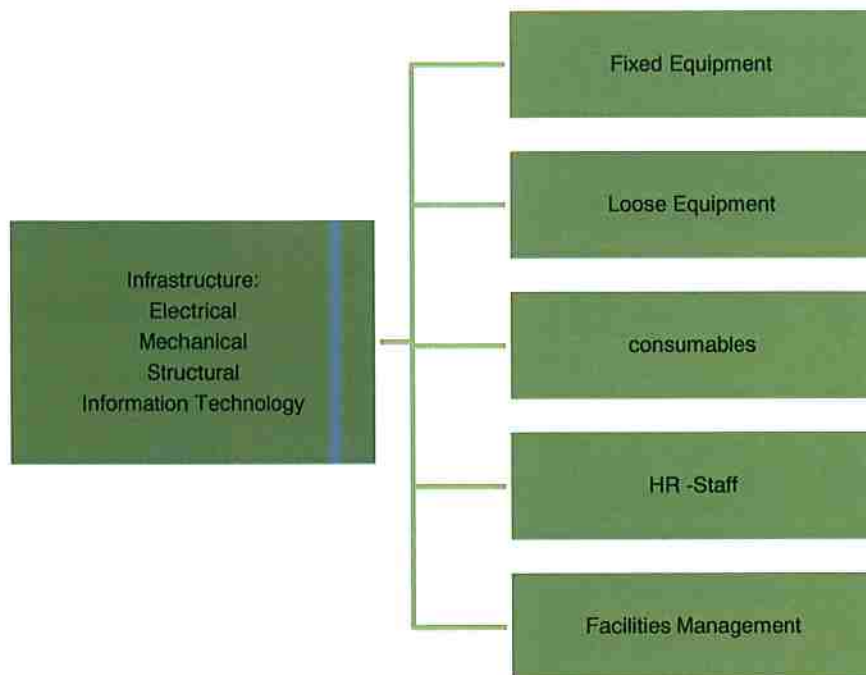 Infrastructure:
Electrical
Mechanical
Structural
Information Technology
Fixed Equipment
Loose Equipment
consumables
HR -Staff
Facilities Management